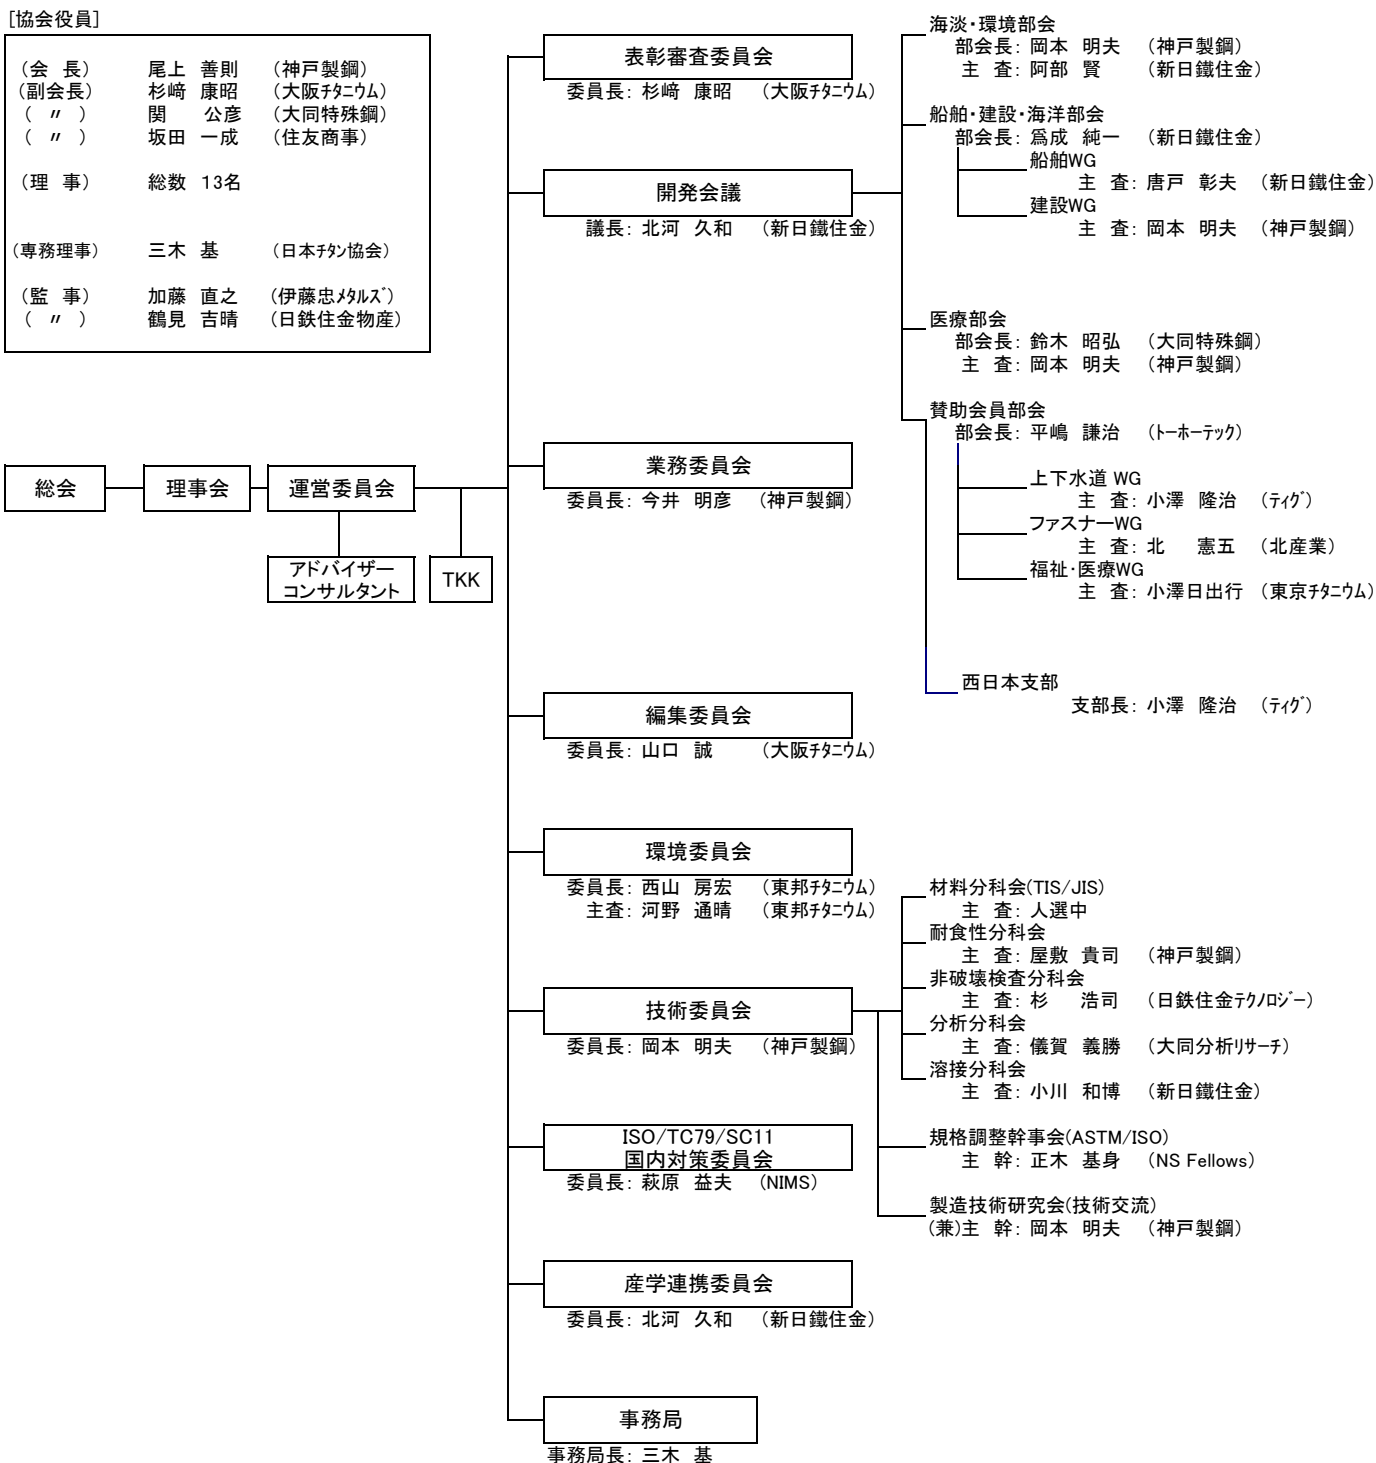 [協会役員]
(会 長) 尾上 善則 (神戸製鋼)
(副会長) 杉﨑 康昭 (大阪ﾁﾀﾆｳﾑ)
( 〃 ) 関 公彦 (大同特殊鋼)
( 〃 ) 坂田 一成 (住友商事)
(理 事) 総数 13名
(専務理事) 三木 基 (日本ﾁﾀﾝ協会)
(監 事) 加藤 直之 (伊藤忠ﾒﾀﾙｽﾞ)
( 〃 ) 鶴見 吉晴 (日鉄住金物産)
総会
理事会
運営委員会
アドバイザー
コンサルタント
TKK
表彰審査委員会
委員長: 杉﨑 康昭 (大阪ﾁﾀﾆｳﾑ)
開発会議
議長: 北河 久和 (新日鐵住金)
海淡・環境部会
部会長: 岡本 明夫 (神戸製鋼)
主 査: 阿部 賢 (新日鐵住金)
船舶・建設・海洋部会
部会長: 爲成 純一 (新日鐵住金)
船舶WG
主 査: 唐戸 彰夫 (新日鐵住金)
建設WG
主 査: 岡本 明夫 (神戸製鋼)
医療部会
部会長: 鈴木 昭弘 (大同特殊鋼)
主 査: 岡本 明夫 (神戸製鋼)
賛助会員部会
部会長: 平嶋 謙治 (ﾄｰﾎｰﾃｯｸ)
上下水道 WG
主 査: 小澤 隆治 (ﾃｨｸﾞ)
ファスナーWG
主 査: 北 憲五 (北産業)
福祉・医療WG
主 査: 小澤日出行 (東京ﾁﾀﾆｳﾑ)
西日本支部
支部長: 小澤 隆治 (ﾃｨｸﾞ)
業務委員会
委員長: 今井 明彦 (神戸製鋼)
編集委員会
委員長: 山口 誠 (大阪ﾁﾀﾆｳﾑ)
環境委員会
委員長: 西山 房宏 (東邦ﾁﾀﾆｳﾑ)
主査: 河野 通晴 (東邦ﾁﾀﾆｳﾑ)
技術委員会
委員長: 岡本 明夫 (神戸製鋼)
材料分科会(TIS/JIS)
主 査: 人選中
耐食性分科会
主 査: 屋敷 貴司 (神戸製鋼)
非破壊検査分科会
主 査: 杉 浩司 (日鉄住金ﾃｸﾉﾛｼﾞｰ)
分析分科会
主 査: 儀賀 義勝 (大同分析ﾘｻｰﾁ)
溶接分科会
主 査: 小川 和博 (新日鐵住金)
規格調整幹事会(ASTM/ISO)
主 幹: 正木 基身 (NS Fellows)
製造技術研究会(技術交流)
(兼)主 幹: 岡本 明夫 (神戸製鋼)
ISO/TC79/SC11
国内対策委員会
委員長: 萩原 益夫 (NIMS)
産学連携委員会
委員長: 北河 久和 (新日鐵住金)
事務局
事務局長: 三木 基